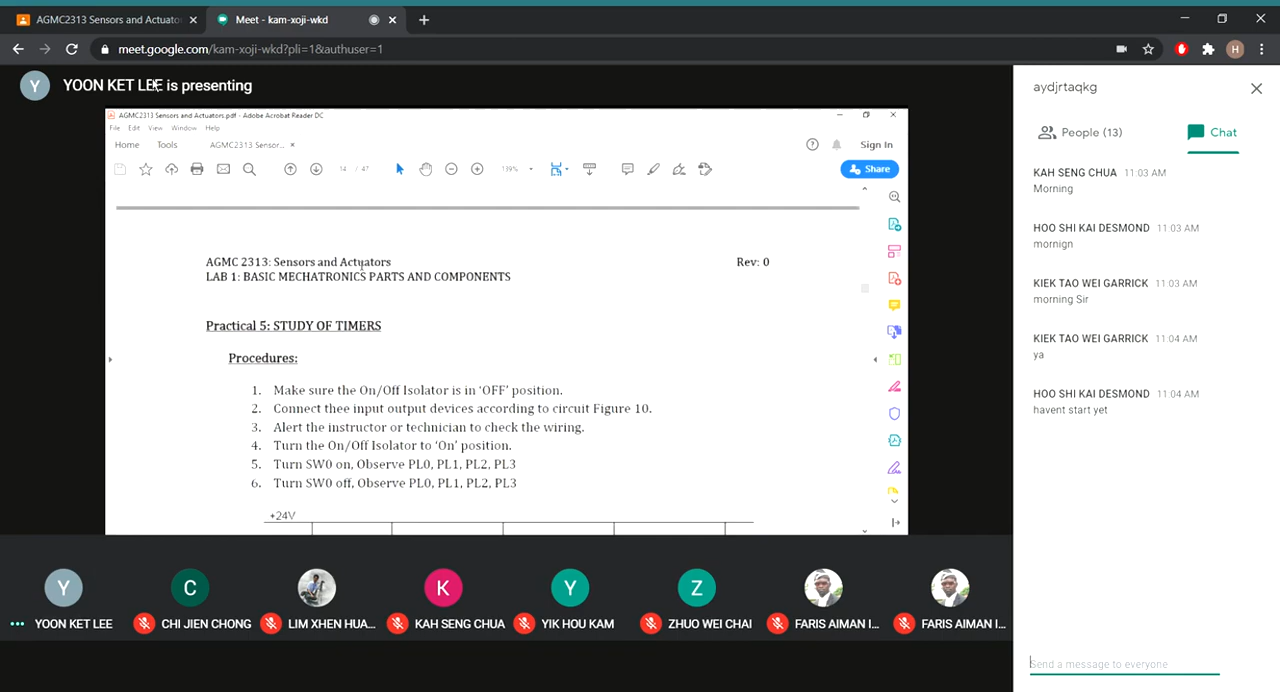 AGMC2313 Sensors and Actuato
Meet - kam-xoji-wkd
meet.google.com/kam-xoji-wkd?pli=1&authuser=1
H
Y
YOON KET LEE is presenting
AGMC2313 Sensors and Actuators.pdf - Adobe Acrobat Reader DC
File Edit View Window Help
Home Tools AGMC2313 Sensor... ×
Sign In
14 / 47
139%
Share
AGMC 2313: Sensors and Actuators
Rev: 0
LAB 1: BASIC MECHATRONICS PARTS AND COMPONENTS
Practical 5: STUDY OF TIMERS
Procedures:
1. Make sure the On/Off Isolator is in ‘OFF’ position.
2. Connect thee input output devices according to circuit Figure 10.
3. Alert the instructor or technician to check the wiring.
4. Turn the On/Off Isolator to ‘On’ position.
5. Turn SW0 on, Observe PL0, PL1, PL2, PL3
6. Turn SW0 off, Observe PL0, PL1, PL2, PL3
+24V
Y
C
K
Y
Z
YOON KET LEE
CHI JIEN CHONG
LIM XHEN HUA...
KAH SENG CHUA
YIK HOU KAM
ZHUO WEI CHAI
FARIS AIMAN I...
FARIS AIMAN I...
aydjrtaqkg
People (13)
Chat
KAH SENG CHUA 11:03 AM
Morning
HOO SHI KAI DESMOND 11:03 AM
mornign
KIEK TAO WEI GARRICK 11:03 AM
morning Sir
KIEK TAO WEI GARRICK 11:04 AM
ya
HOO SHI KAI DESMOND 11:04 AM
havent start yet
Send a message to everyone